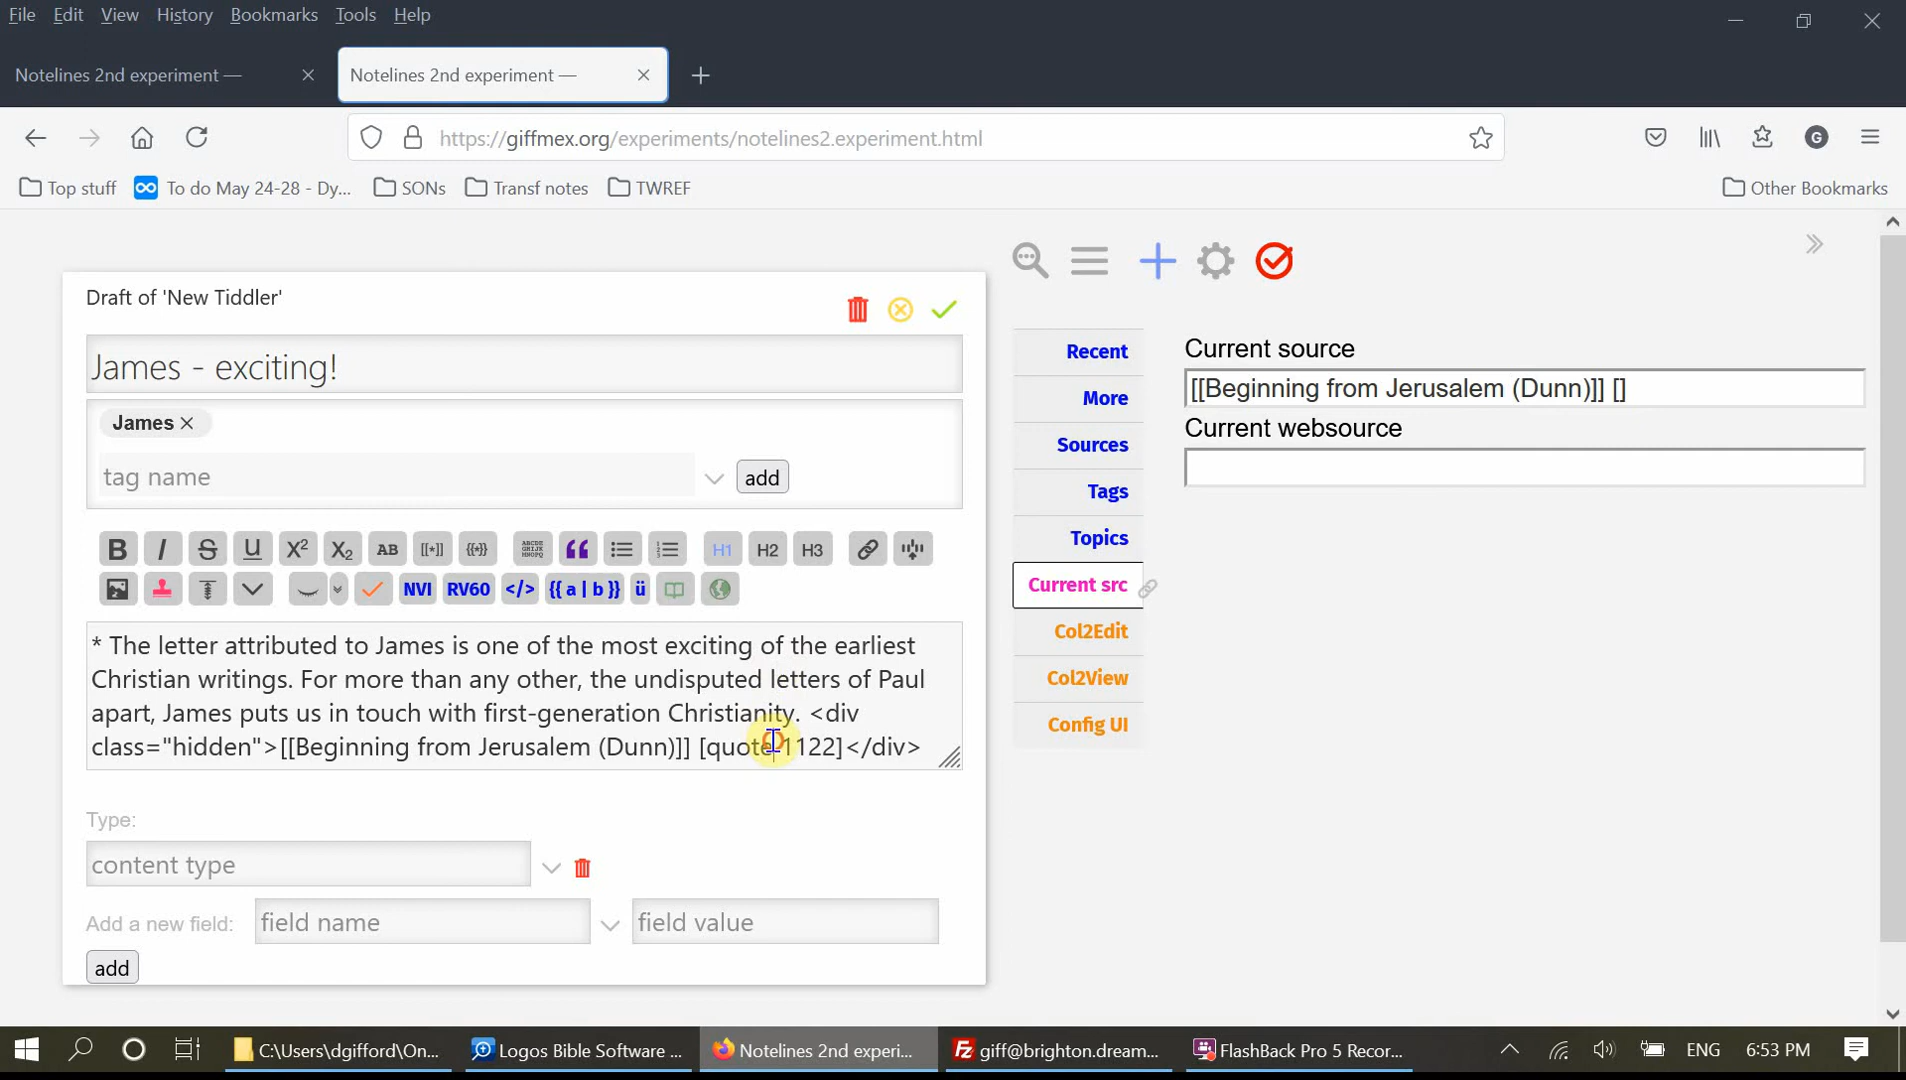 File Edit View History Bookmarks Tools Help
Notelines 2nd experiment — Notelines 2nd experiment —
https://giffmex.org/experiments/notelines2.experiment.html
G
Top stuff To do May 24-28 - Dy... SONs Transf notes TWREF Other Bookmarks
Draft of 'New Tiddler'
James - exciting!
James ×
tag name add
B I S U X² X₂ AB [[*]] {{*}} H1 H2 H3
NVI RV60 </> {{ a | b }} ü
* The letter attributed to James is one of the most exciting of the earliest
Christian writings. For more than any other, the undisputed letters of Paul
apart, James puts us in touch with first-generation Christianity. <div
class="hidden">[[Beginning from Jerusalem (Dunn)]] [quote 1122]</div>
Type:
content type
Add a new field: field name field value
add
Recent
More
Sources
Tags
Topics
Current src
Col2Edit
Col2View
Config UI
Current source
[[Beginning from Jerusalem (Dunn)]] []
Current websource
C:\Users\dgifford\On... Logos Bible Software ... Notelines 2nd experi... giff@brighton.dream... FlashBack Pro 5 Recor... ENG 6:53 PM